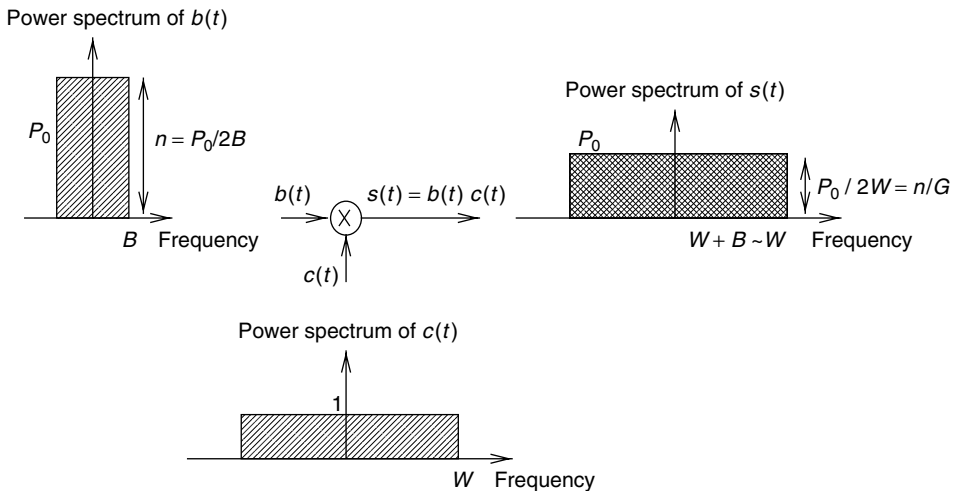 Power spectrum of b(t)
P₀
n = P₀/2B
B Frequency
b(t)
s(t) = b(t) c(t)
X
c(t)
Power spectrum of s(t)
P₀
P₀ / 2W = n/G
W + B ~W Frequency
Power spectrum of c(t)
1
W Frequency